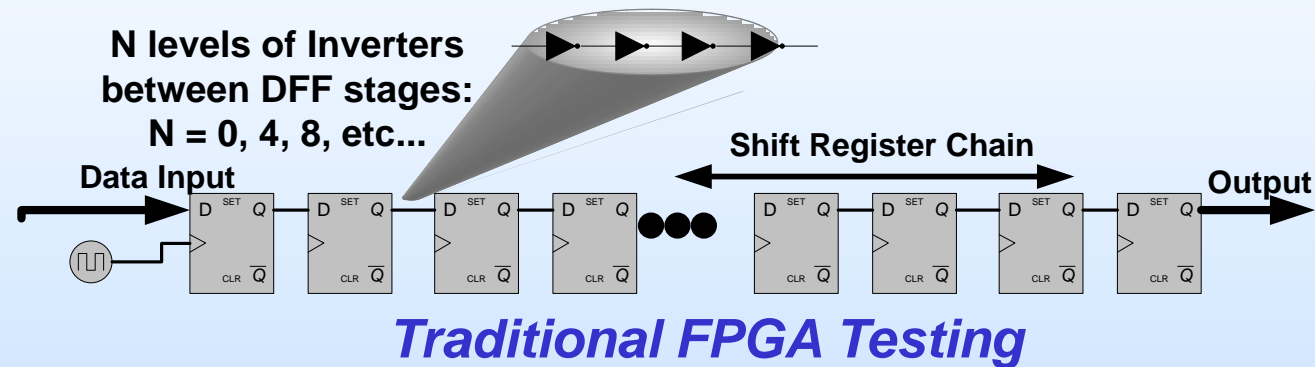 N levels of Inverters
between DFF stages:
N = 0, 4, 8, etc...
Shift Register Chain
Data Input
Output
D SET Q D SET Q D SET Q D SET Q D SET Q D SET Q D SET Q D SET Q
CLR Q CLR Q CLR Q CLR Q CLR Q CLR Q CLR Q CLR Q
Traditional FPGA Testing